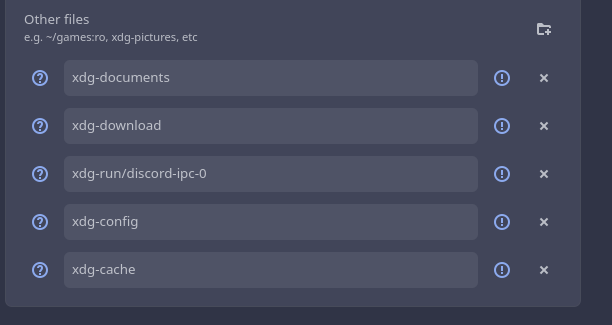 Other files
e.g. ~/games:ro, xdg-pictures, etc
xdg-documents
xdg-download
xdg-run/discord-ipc-0
xdg-config
xdg-cache